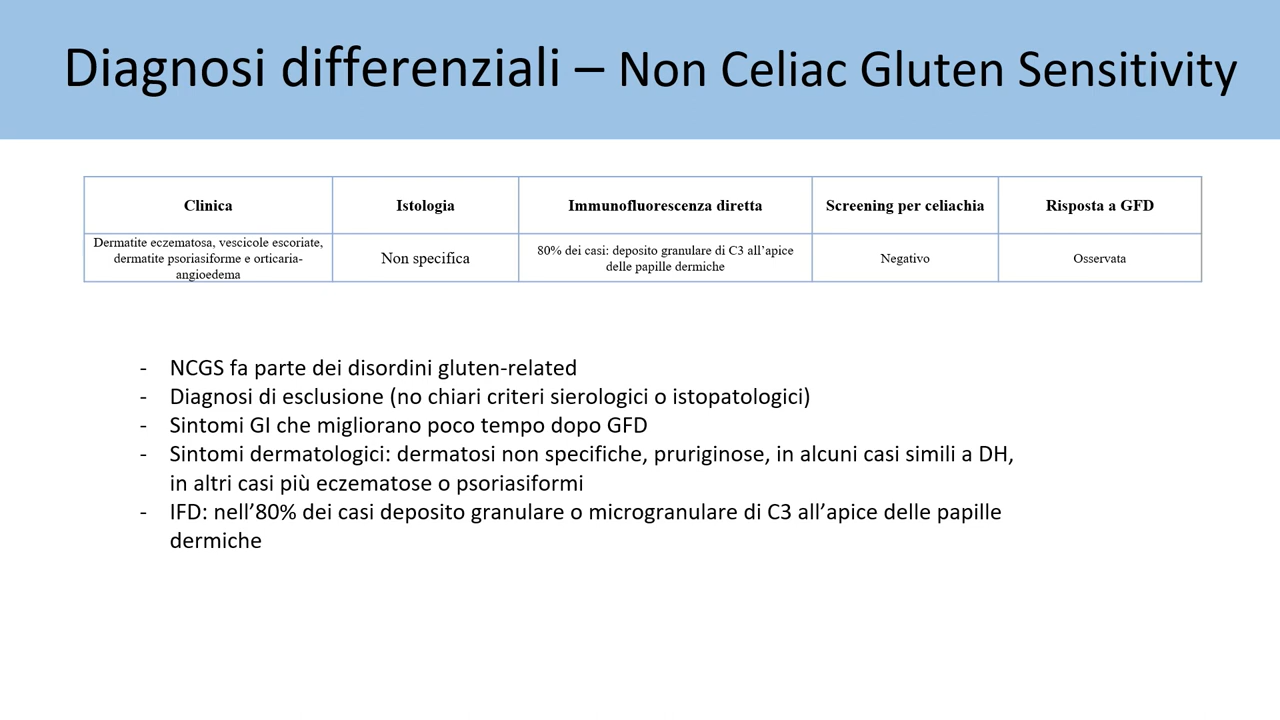 Diagnosi differenziali – Non Celiac Gluten Sensitivity
Clinica
Istologia
Immunofluorescenza diretta
Screening per celiachia
Risposta a GFD
Dermatite eczematosa, vescicole escoriate,
dermatite psoriasiforme e orticaria-
angioedema
Non specifica
80% dei casi: deposito granulare di C3 all’apice
delle papille dermiche
Negativo
Osservata
- NCGS fa parte dei disordini gluten-related
- Diagnosi di esclusione (no chiari criteri sierologici o istopatologici)
- Sintomi GI che migliorano poco tempo dopo GFD
- Sintomi dermatologici: dermatosi non specifiche, pruriginose, in alcuni casi simili a DH,
in altri casi più eczematose o psoriasiformi
- IFD: nell’80% dei casi deposito granulare o microgranulare di C3 all’apice delle papille
dermiche